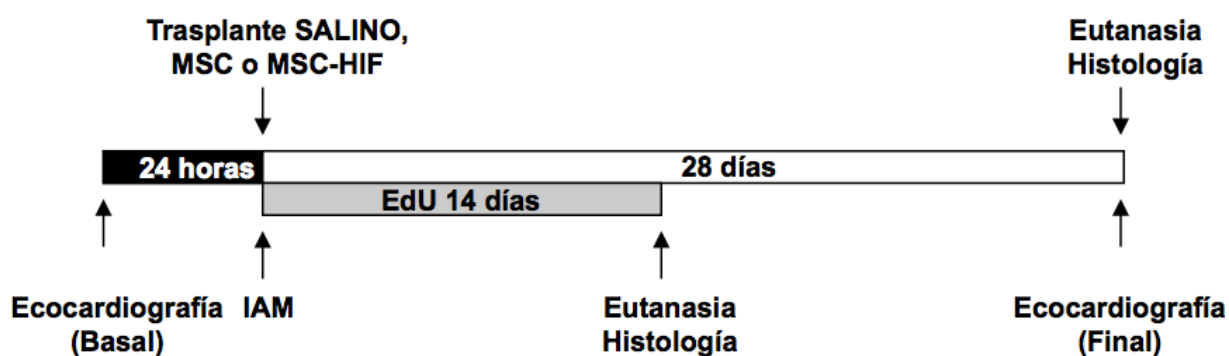 Trasplante SALINO,
MSC o MSC-HIF
Eutanasia
Histología
24 horas
28 días
EdU 14 días
Ecocardiografía
(Basal)
IAM
Eutanasia
Histología
Ecocardiografía
(Final)